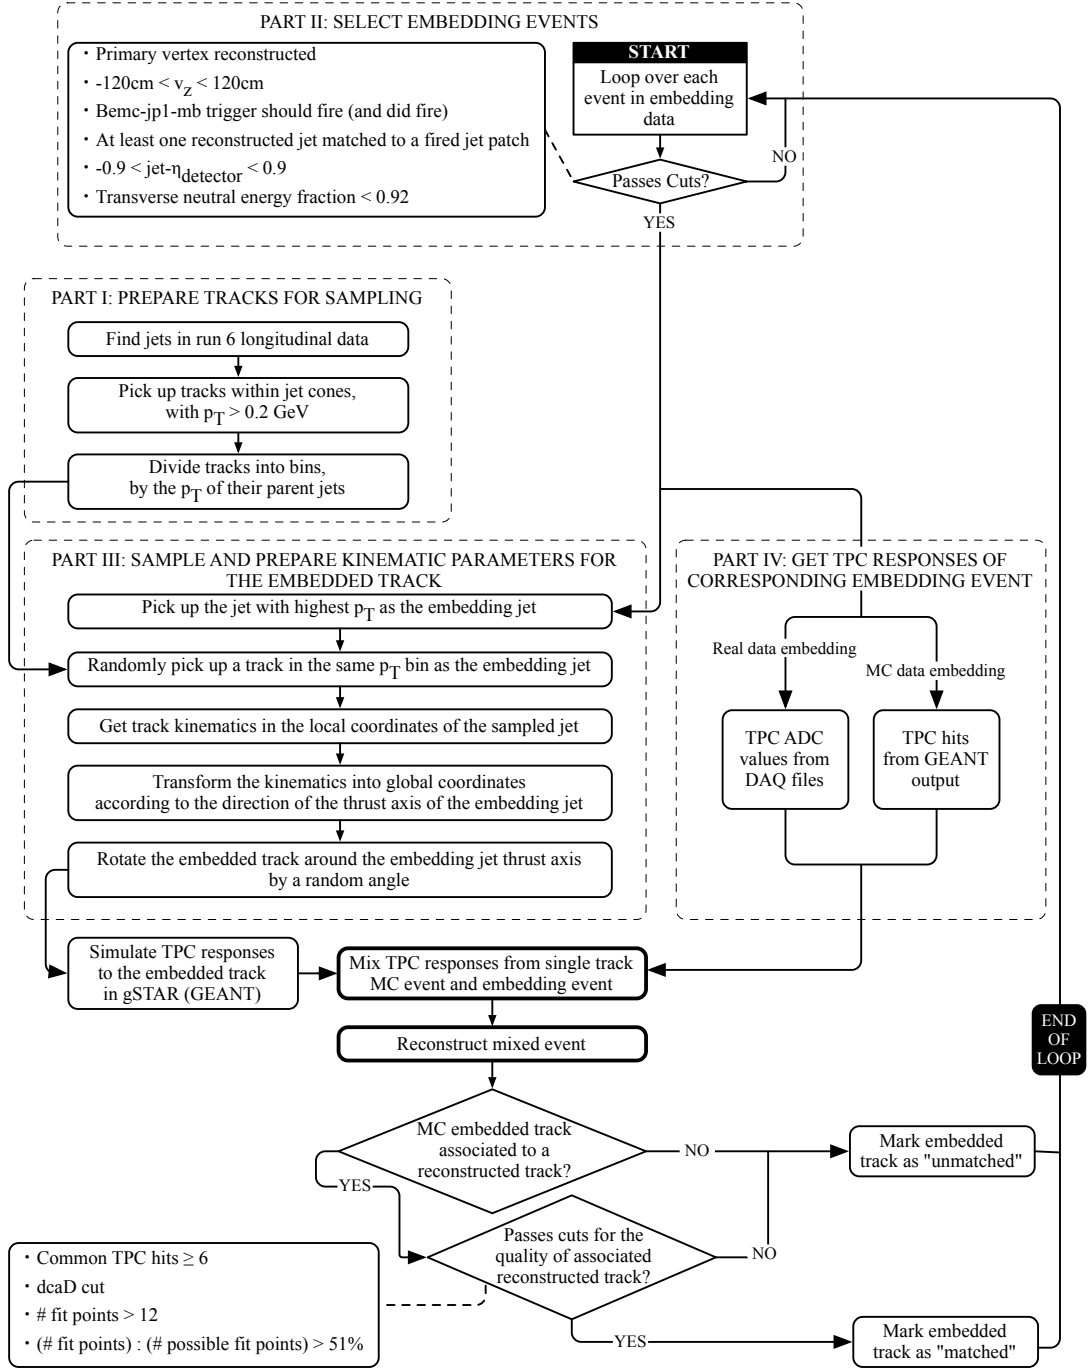 PART II: SELECT EMBEDDING EVENTS
· Primary vertex reconstructed
· -120cm < vz < 120cm
· Bemc-jp1-mb trigger should fire (and did fire)
· At least one reconstructed jet matched to a fired jet patch
· -0.9 < jet-ηdetector < 0.9
· Transverse neutral energy fraction < 0.92
START
Loop over each
event in embedding
data
NO
Passes Cuts?
YES
PART I: PREPARE TRACKS FOR SAMPLING
Find jets in run 6 longitudinal data
Pick up tracks within jet cones,
with pT > 0.2 GeV
Divide tracks into bins,
by the pT of their parent jets
PART III: SAMPLE AND PREPARE KINEMATIC PARAMETERS FOR
THE EMBEDDED TRACK
Pick up the jet with highest pT as the embedding jet
Randomly pick up a track in the same pT bin as the embedding jet
Get track kinematics in the local coordinates of the sampled jet
Transform the kinematics into global coordinates
according to the direction of the thrust axis of the embedding jet
Rotate the embedded track around the embedding jet thrust axis
by a random angle
PART IV: GET TPC RESPONSES OF
CORRESPONDING EMBEDDING EVENT
Real data embedding
MC data embedding
TPC ADC
values from
DAQ files
TPC hits
from GEANT
output
Simulate TPC responses
to the embedded track
in gSTAR (GEANT)
Mix TPC responses from single track
MC event and embedding event
Reconstruct mixed event
END
OF
LOOP
MC embedded track
associated to a
reconstructed track?
NO
YES
Mark embedded
track as "unmatched"
Passes cuts for the
quality of associated
reconstructed track?
NO
YES
· Common TPC hits ≥ 6
· dcaD cut
· # fit points > 12
· (# fit points) : (# possible fit points) > 51%
Mark embedded
track as "matched"